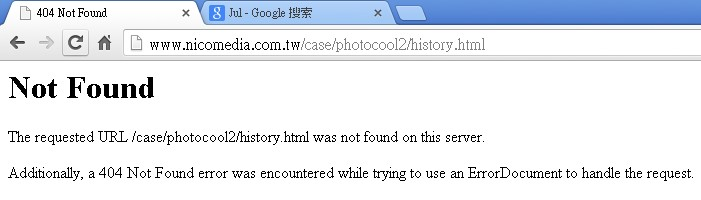 404 Not Found
Jul - Google 搜索
www.nicomedia.com.tw/case/photocool2/history.html
Not Found
The requested URL /case/photocool2/history.html was not found on this server.
Additionally, a 404 Not Found error was encountered while trying to use an ErrorDocument to handle the request.